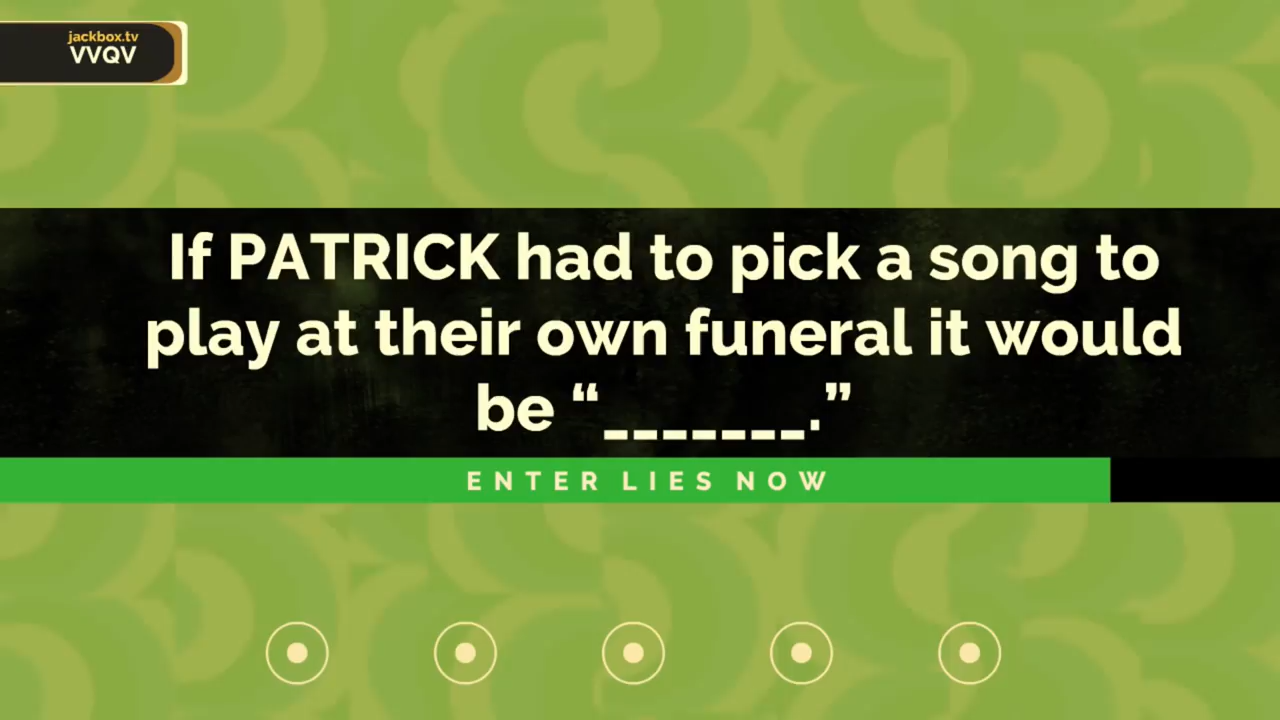 jackbox.tv
VVQV
If PATRICK had to pick a song to
play at their own funeral it would
be “_______.”
ENTER LIES NOW